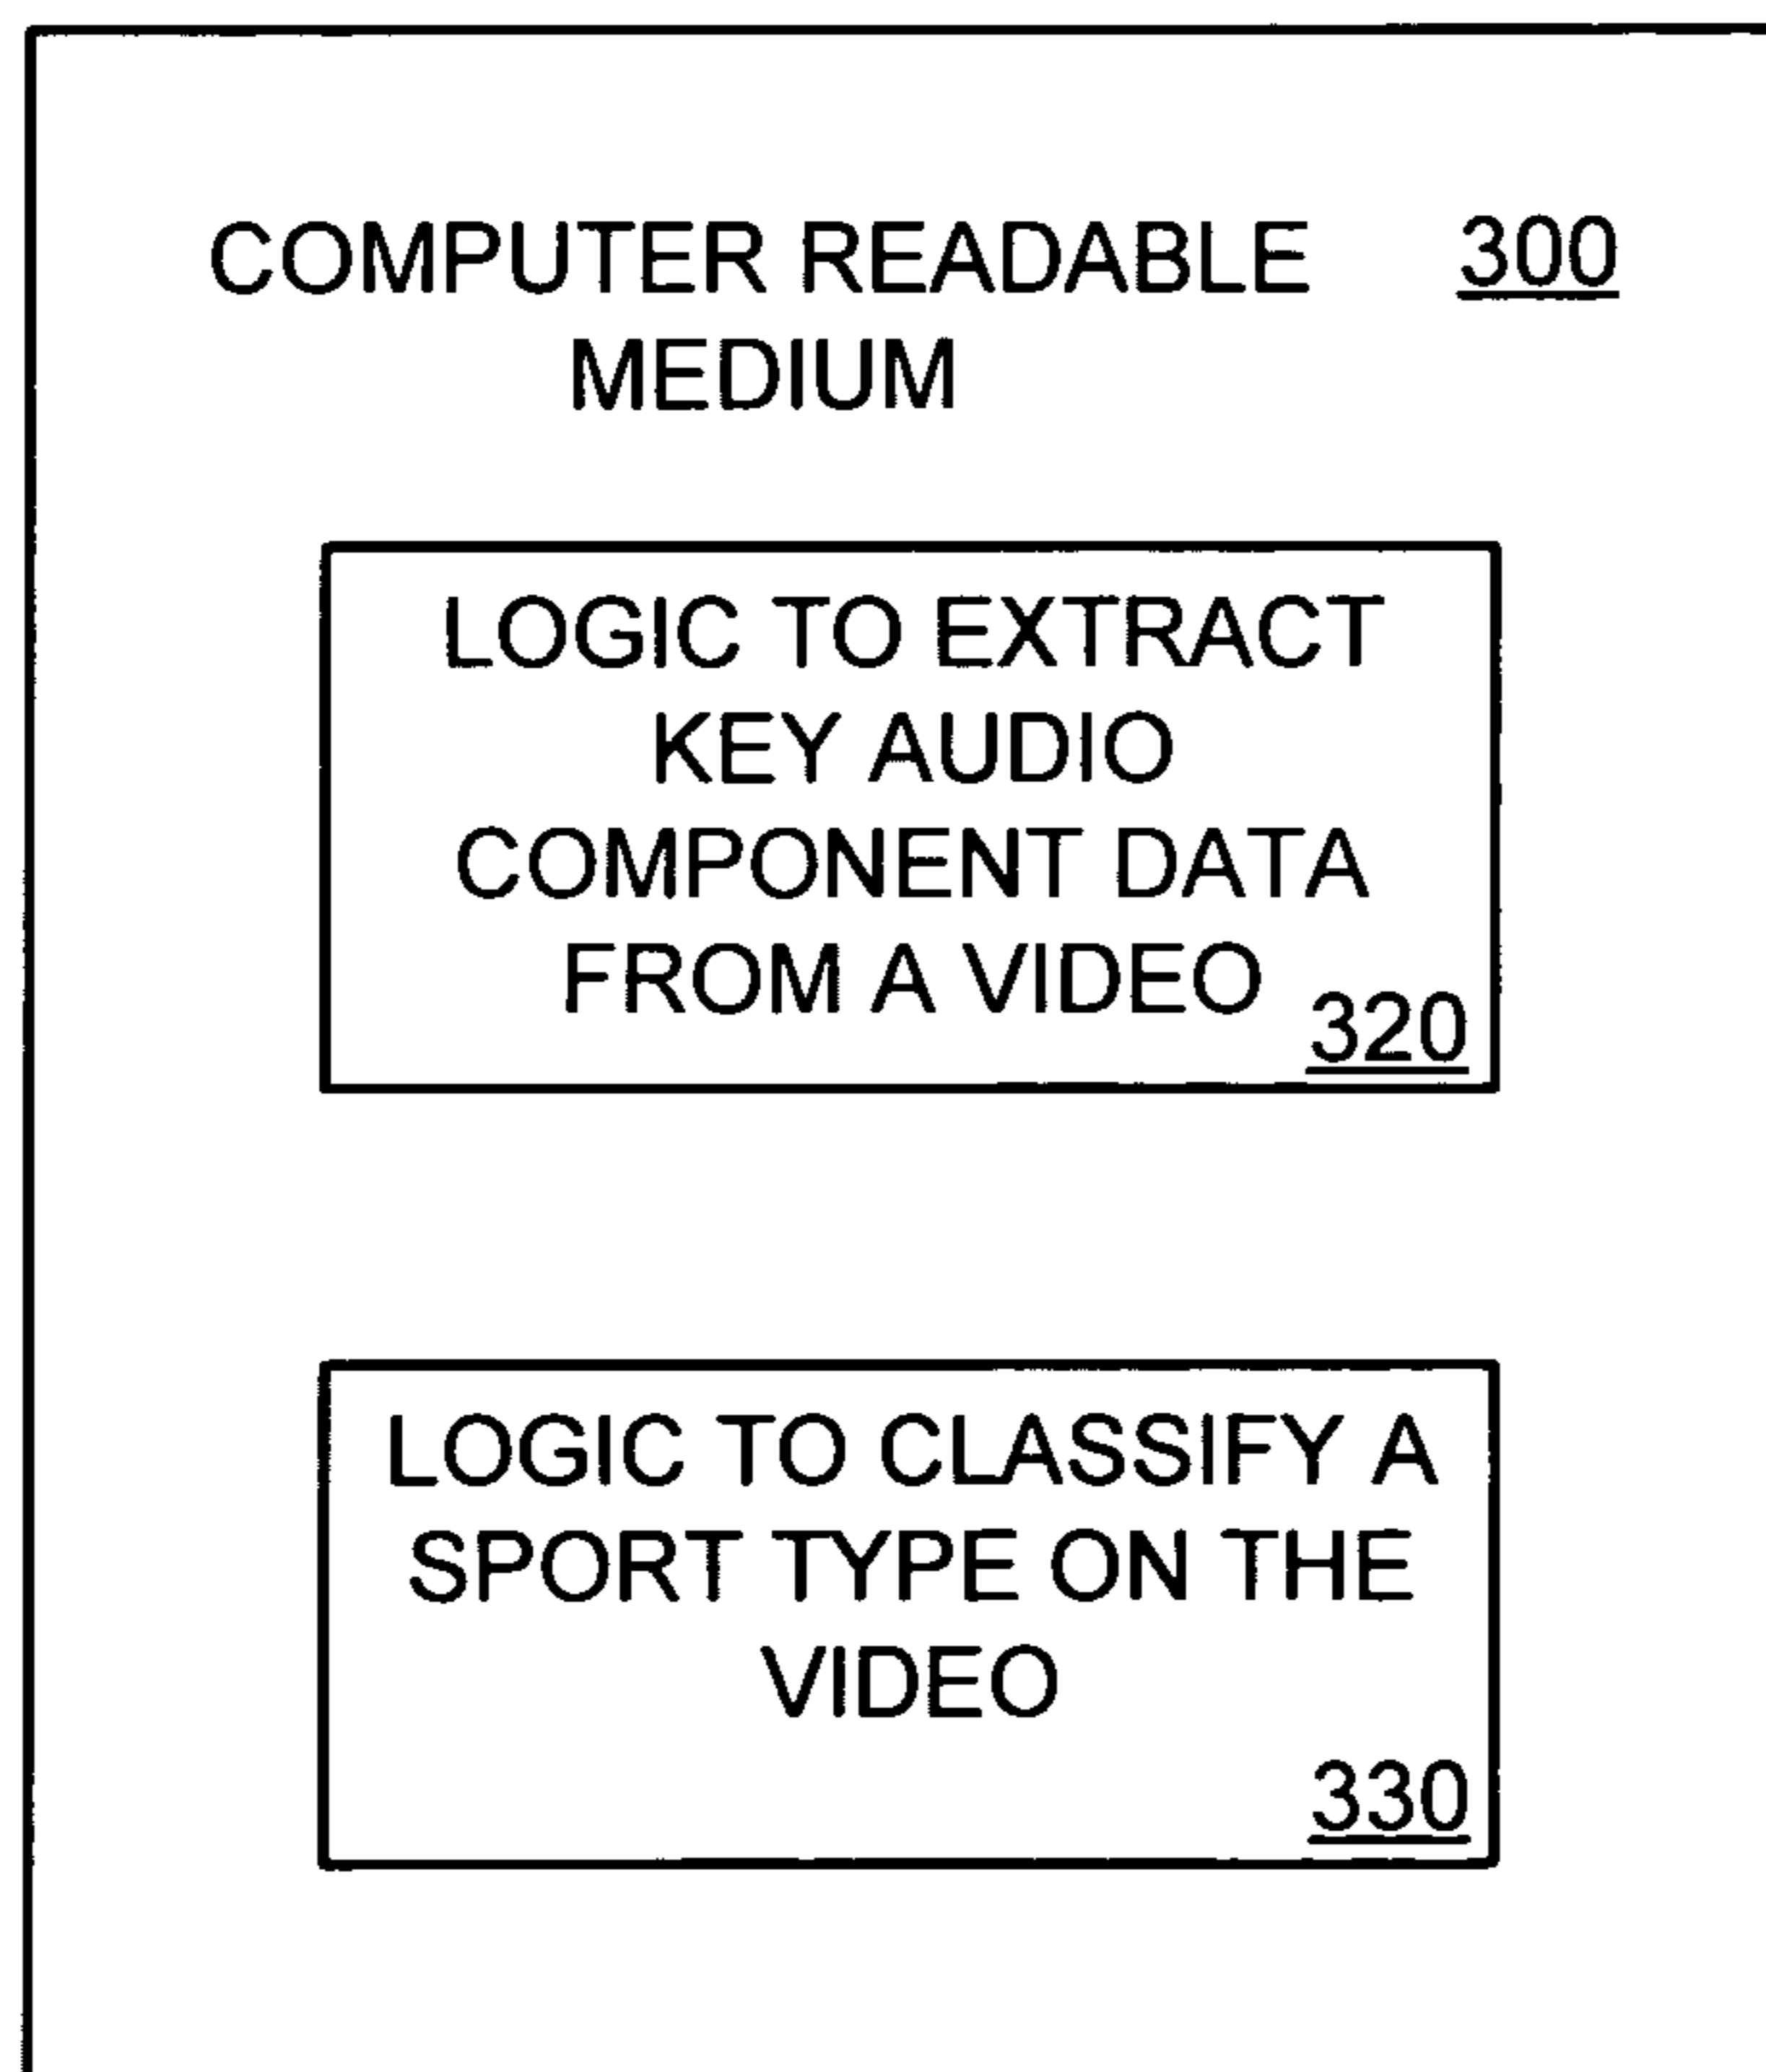 COMPUTER READABLE 300
MEDIUM
LOGIC TO EXTRACT
KEY AUDIO
COMPONENT DATA
FROM A VIDEO
320
LOGIC TO CLASSIFY A
SPORT TYPE ON THE
VIDEO
330